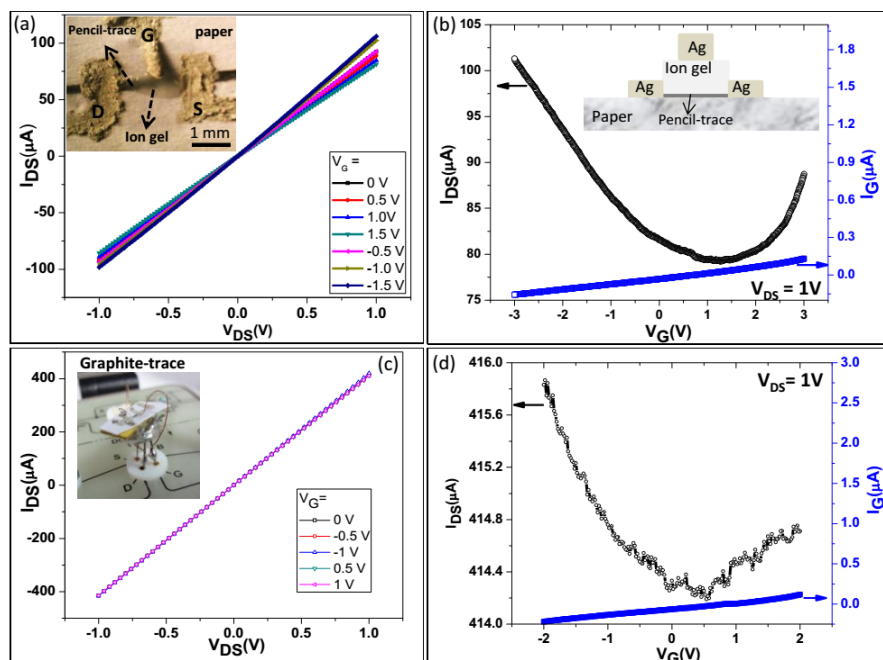 (a)
Pencil-trace
G
paper
D
S
Ion gel
1 mm
100
50
0
-50
-100
I_DS(µA)
V_G =
0 V
0.5 V
1.0V
1.5 V
-0.5 V
-1.0 V
-1.5 V
-1.0
-0.5
0.0
0.5
1.0
V_DS(V)
(b)
105
100
95
90
85
80
75
I_DS(µA)
Ag
Ion gel
Ag
Ag
Paper
Pencil-trace
1.8
1.5
1.2
0.9
0.6
0.3
0.0
I_G(µA)
V_DS = 1V
-3
-2
-1
0
1
2
3
V_G(V)
Graphite-trace
(c)
400
200
0
-200
-400
I_DS(µA)
S
D
G
V_G=
0 V
-0.5 V
-1 V
0.5 V
1 V
-1.0
-0.5
0.0
0.5
1.0
V_DS(V)
(d)
416.0
415.6
415.2
414.8
414.4
414.0
I_DS(µA)
V_DS= 1V
3.0
2.5
2.0
1.5
1.0
0.5
0.0
I_G(µA)
-2
-1
0
1
2
V_G(V)